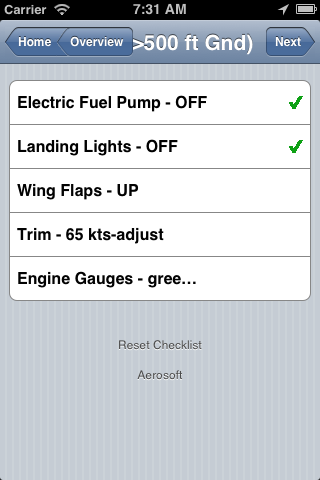 Carrier 7:31 AM
Home Overview >500 ft Gnd) Next
Electric Fuel Pump - OFF
Landing Lights - OFF
Wing Flaps - UP
Trim - 65 kts-adjust
Engine Gauges - gree…
Reset Checklist
Aerosoft